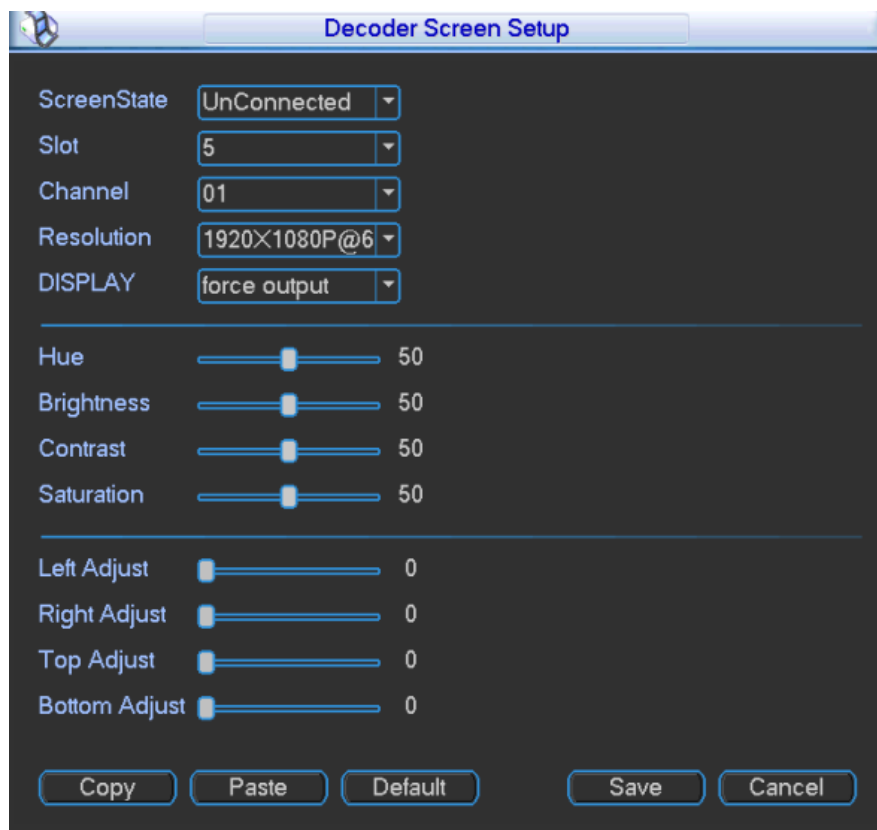 Decoder Screen Setup
ScreenState UnConnected
Slot 5
Channel 01
Resolution 1920X1080P@6
DISPLAY force output
Hue 50
Brightness 50
Contrast 50
Saturation 50
Left Adjust 0
Right Adjust 0
Top Adjust 0
Bottom Adjust 0
Copy Paste Default Save Cancel